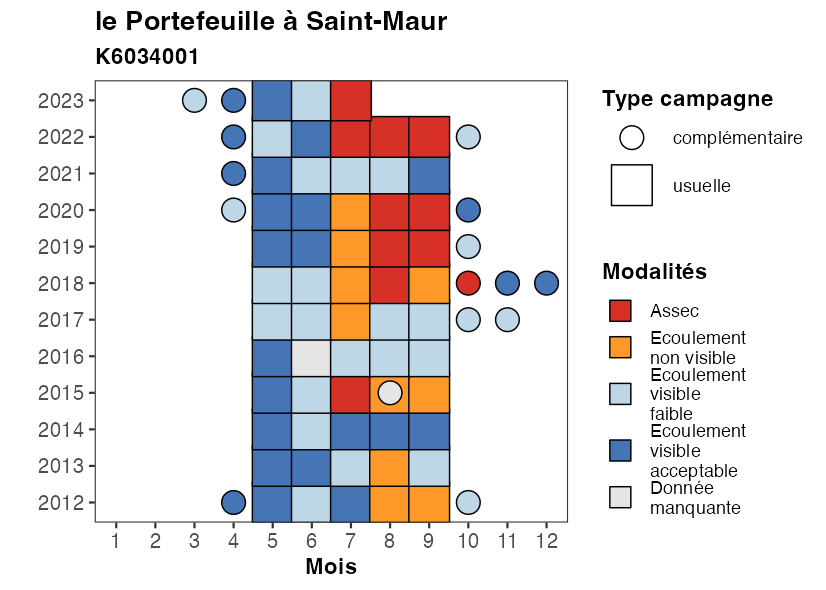 le Portefeuille à Saint-Maur
K6034001
2023
2022
2021
2020
2019
2018
2017
2016
2015
2014
2013
2012
1 2 3 4 5 6 7 8 9 10 11 12
Mois
Type campagne
complémentaire
usuelle
Modalités
Assec
Ecoulement
non visible
Ecoulement
visible
faible
Ecoulement
visible
acceptable
Donnée
manquante